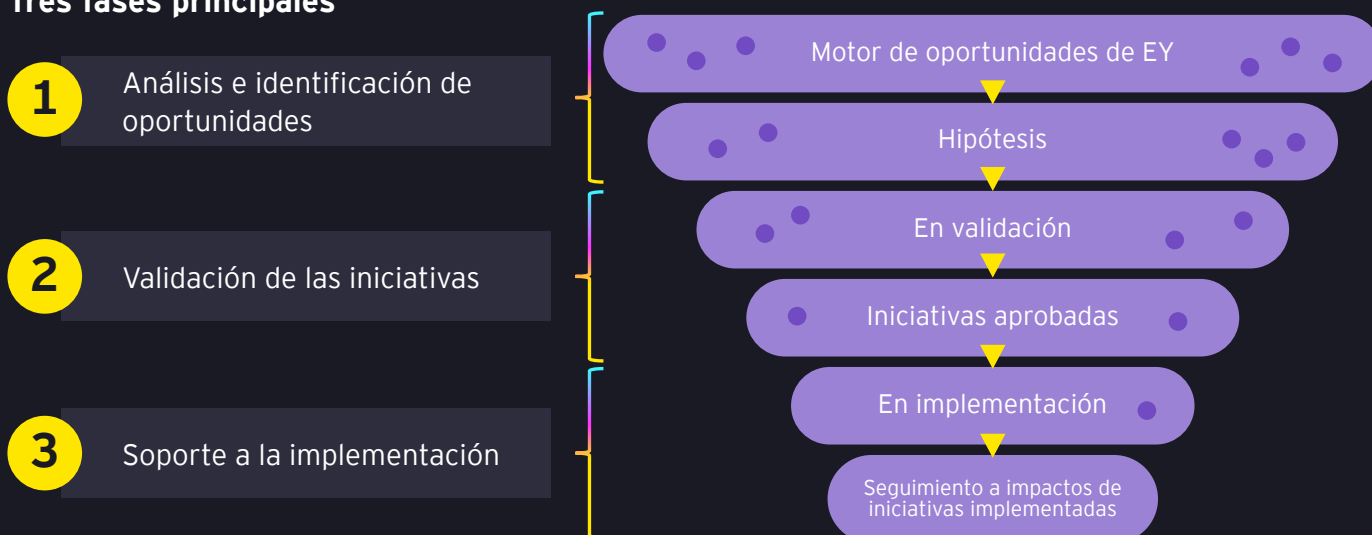 Tres fases principales
1
Análisis e identificación de
oportunidades
2
Validación de las iniciativas
3
Soporte a la implementación
Motor de oportunidades de EY
Hipótesis
En validación
Iniciativas aprobadas
En implementación
Seguimiento a impactos de
iniciativas implementadas